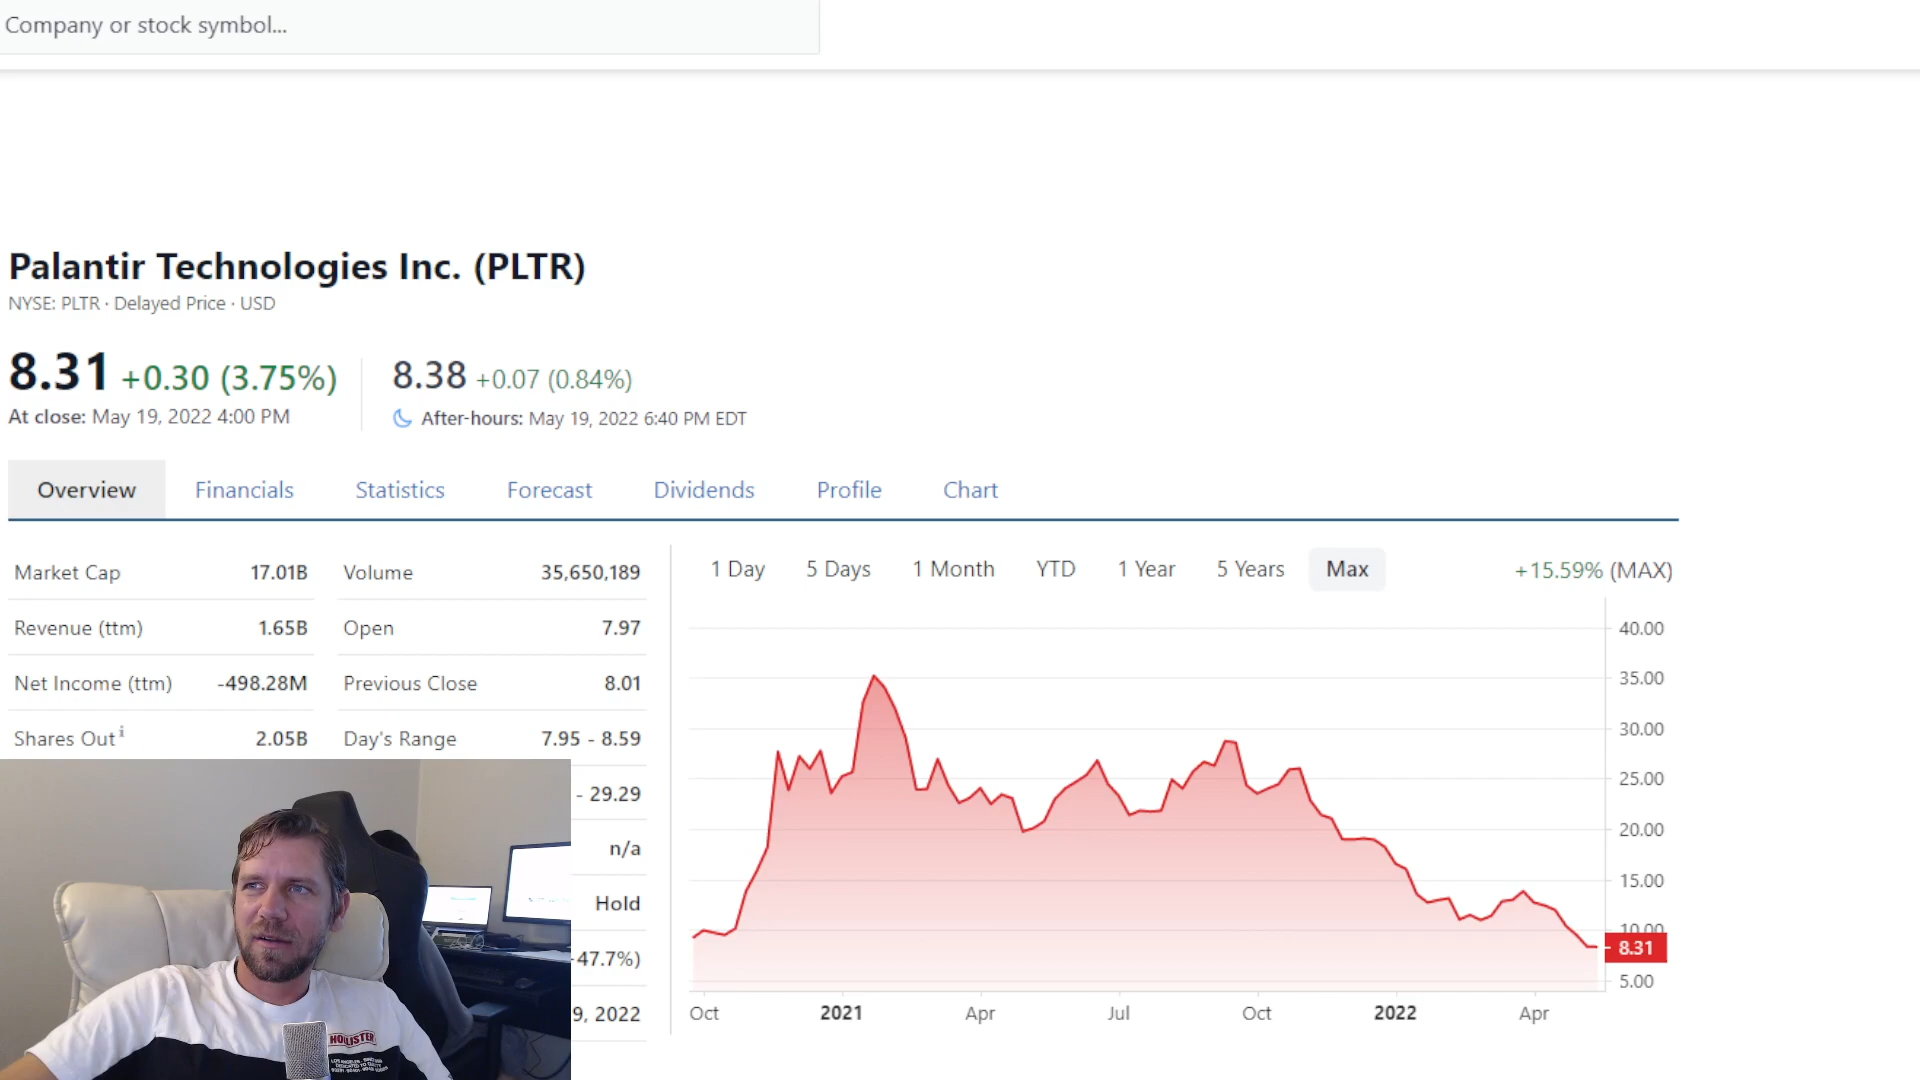 Company or stock symbol...
Palantir Technologies Inc. (PLTR)
NYSE: PLTR · Delayed Price · USD
8.31 +0.30 (3.75%)
At close: May 19, 2022 4:00 PM
8.38 +0.07 (0.84%)
After-hours: May 19, 2022 6:40 PM EDT
Overview Financials Statistics Forecast Dividends Profile Chart
Market Cap 17.01B Volume 35,650,189
Revenue (ttm) 1.65B Open 7.97
Net Income (ttm) -498.28M Previous Close 8.01
Shares Out i 2.05B Day's Range 7.95 - 8.59
- 29.29
n/a
Hold
47.7%)
9, 2022
1 Day 5 Days 1 Month YTD 1 Year 5 Years Max +15.59% (MAX)
40.00
35.00
30.00
25.00
20.00
15.00
10.00
8.31
5.00
Oct 2021 Apr Jul Oct 2022 Apr
HOLLISTER